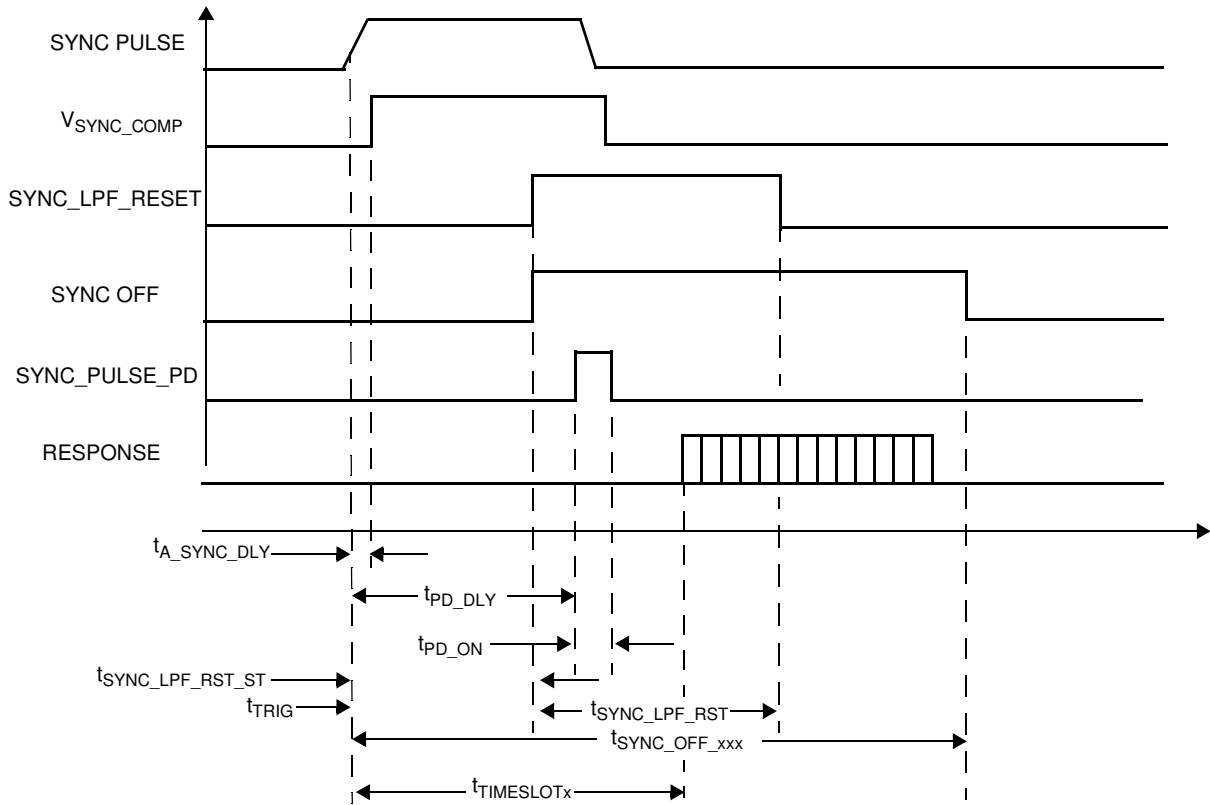 SYNC PULSE
VSYNC_COMP
SYNC_LPF_RESET
SYNC OFF
SYNC_PULSE_PD
RESPONSE
tA_SYNC_DLY
tPD_DLY
tPD_ON
tSYNC_LPF_RST_ST
tTRIG
tSYNC_LPF_RST
tSYNC_OFF_xxx
tTIMESLOTx